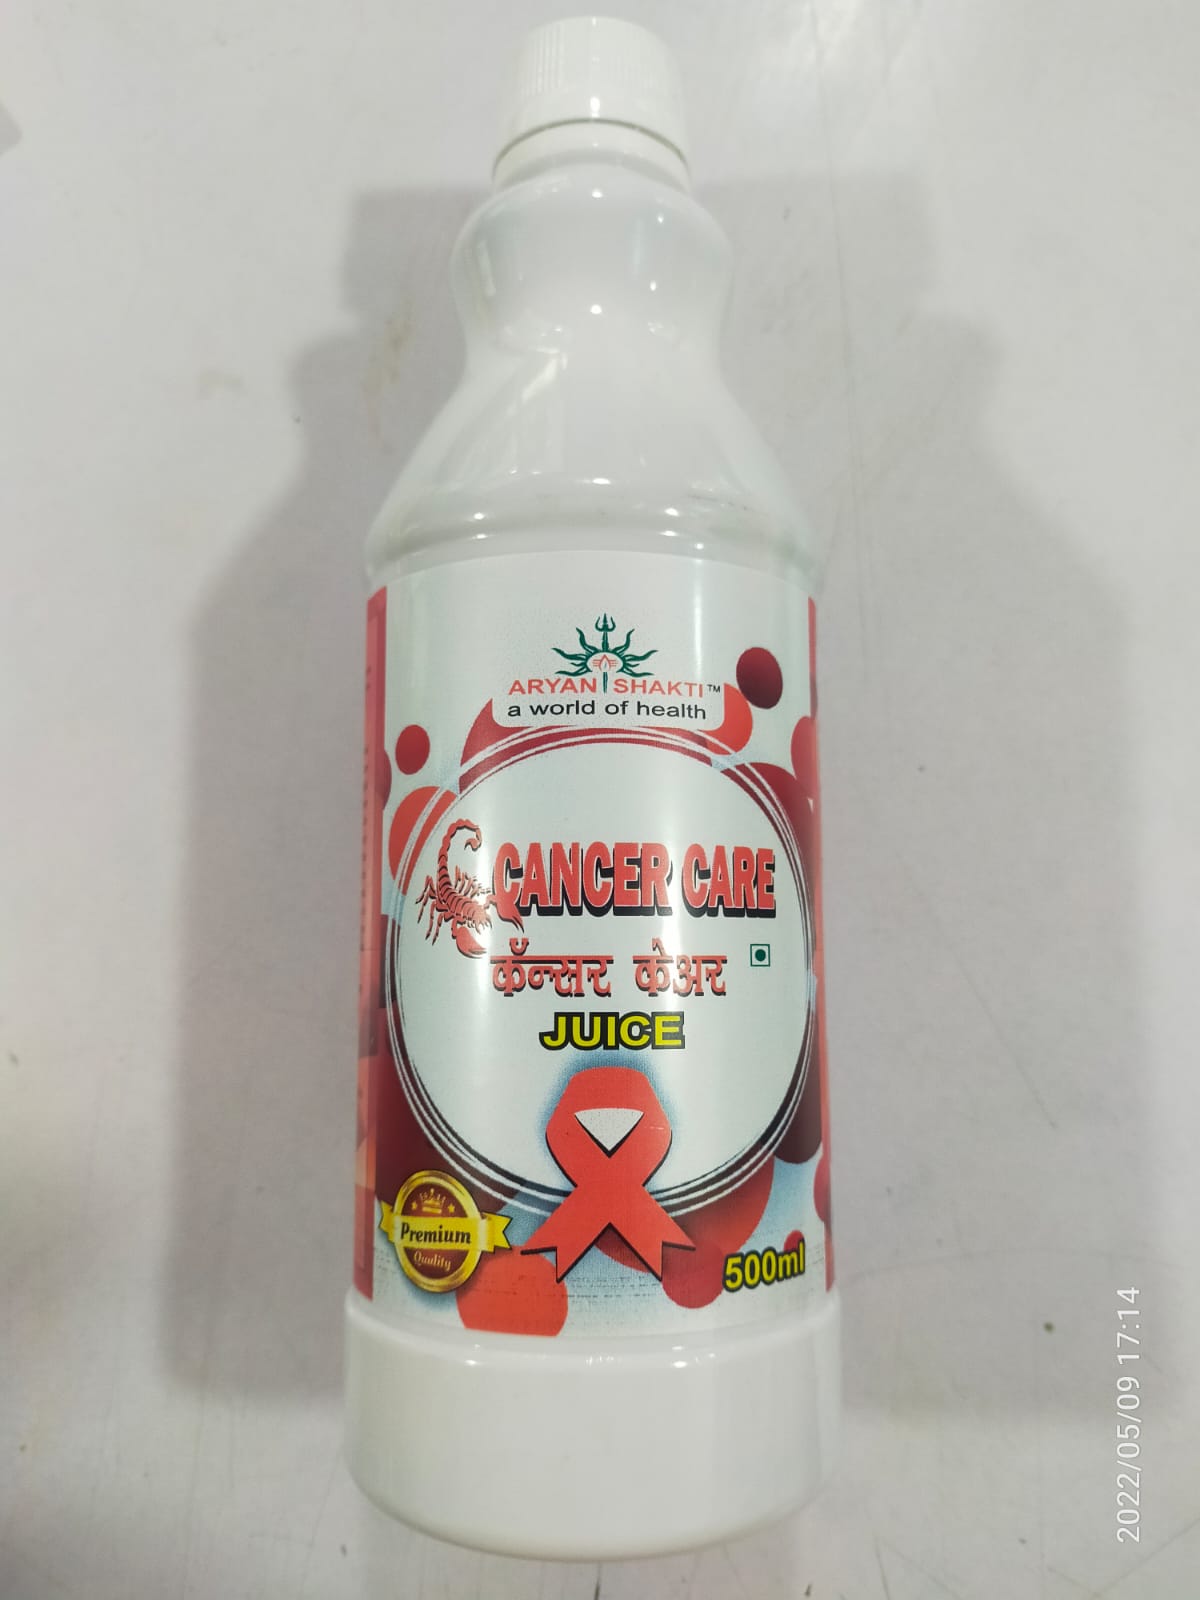 ARYAN SHAKTI™
a world of health
CANCER CARE
कॅन्सर केअर
JUICE
Premium
Quality
500ml
2022/05/09 17:14